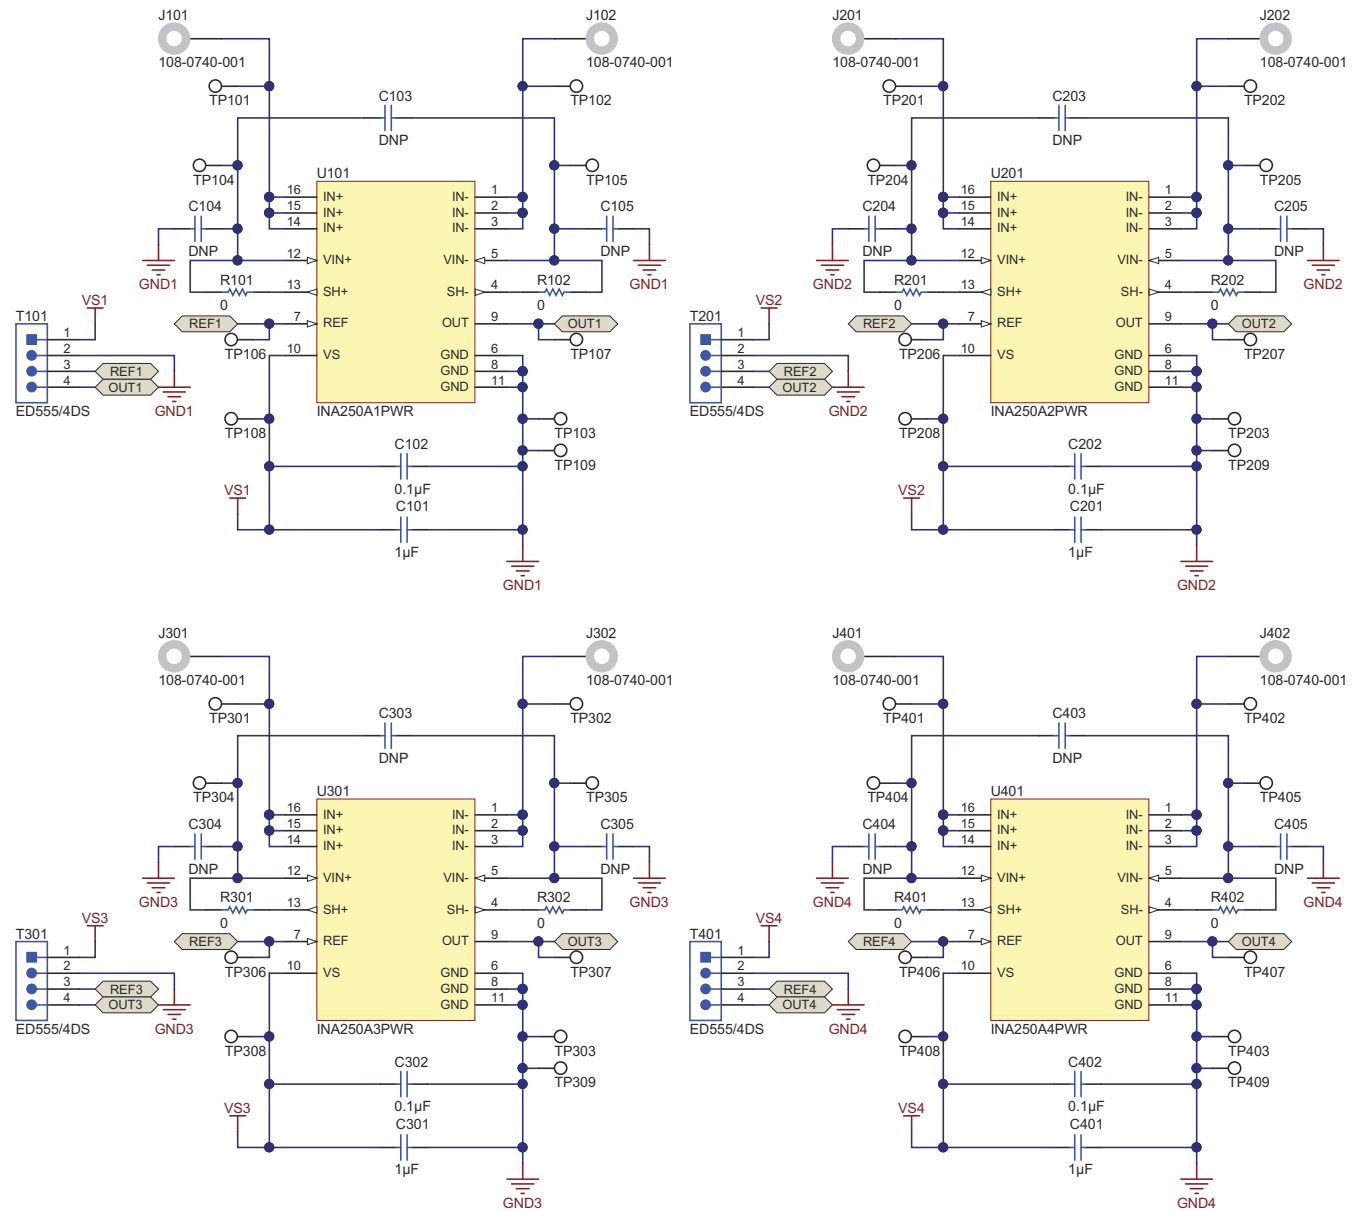 J101
108-0740-001
J102
108-0740-001
TP101
TP102
C103
DNP
TP104
TP105
U101
C104
DNP
C105
DNP
GND1
GND1
16 IN+ IN- 1
15 IN+ IN- 2
14 IN+ IN- 3
12 VIN+ VIN- 5
R101 13 SH+ SH- 4 R102
0
0
REF1 7 REF OUT 9 OUT1
TP106
TP107
10 VS GND 6
GND 8
GND 11
INA250A1PWR
VS1
T101
1
2
3 REF1
4 OUT1
GND1
ED555/4DS
TP108
TP103
TP109
C102
0.1µF
VS1
C101
1µF
GND1
J201
108-0740-001
J202
108-0740-001
TP201
TP202
C203
DNP
TP204
TP205
U201
C204
DNP
C205
DNP
GND2
GND2
16 IN+ IN- 1
15 IN+ IN- 2
14 IN+ IN- 3
12 VIN+ VIN- 5
R201 13 SH+ SH- 4 R202
0
0
REF2 7 REF OUT 9 OUT2
TP206
TP207
10 VS GND 6
GND 8
GND 11
INA250A2PWR
VS2
T201
1
2
3 REF2
4 OUT2
GND2
ED555/4DS
TP208
TP203
TP209
C202
0.1µF
VS2
C201
1µF
GND2
J301
108-0740-001
J302
108-0740-001
TP301
TP302
C303
DNP
TP304
TP305
U301
C304
DNP
C305
DNP
GND3
GND3
16 IN+ IN- 1
15 IN+ IN- 2
14 IN+ IN- 3
12 VIN+ VIN- 5
R301 13 SH+ SH- 4 R302
0
0
REF3 7 REF OUT 9 OUT3
TP306
TP307
10 VS GND 6
GND 8
GND 11
INA250A3PWR
VS3
T301
1
2
3 REF3
4 OUT3
GND3
ED555/4DS
TP308
TP303
TP309
C302
0.1µF
VS3
C301
1µF
GND3
J401
108-0740-001
J402
108-0740-001
TP401
TP402
C403
DNP
TP404
TP405
U401
C404
DNP
C405
DNP
GND4
GND4
16 IN+ IN- 1
15 IN+ IN- 2
14 IN+ IN- 3
12 VIN+ VIN- 5
R401 13 SH+ SH- 4 R402
0
0
REF4 7 REF OUT 9 OUT4
TP406
TP407
10 VS GND 6
GND 8
GND 11
INA250A4PWR
VS4
T401
1
2
3 REF4
4 OUT4
GND4
ED555/4DS
TP408
TP403
TP409
C402
0.1µF
VS4
C401
1µF
GND4